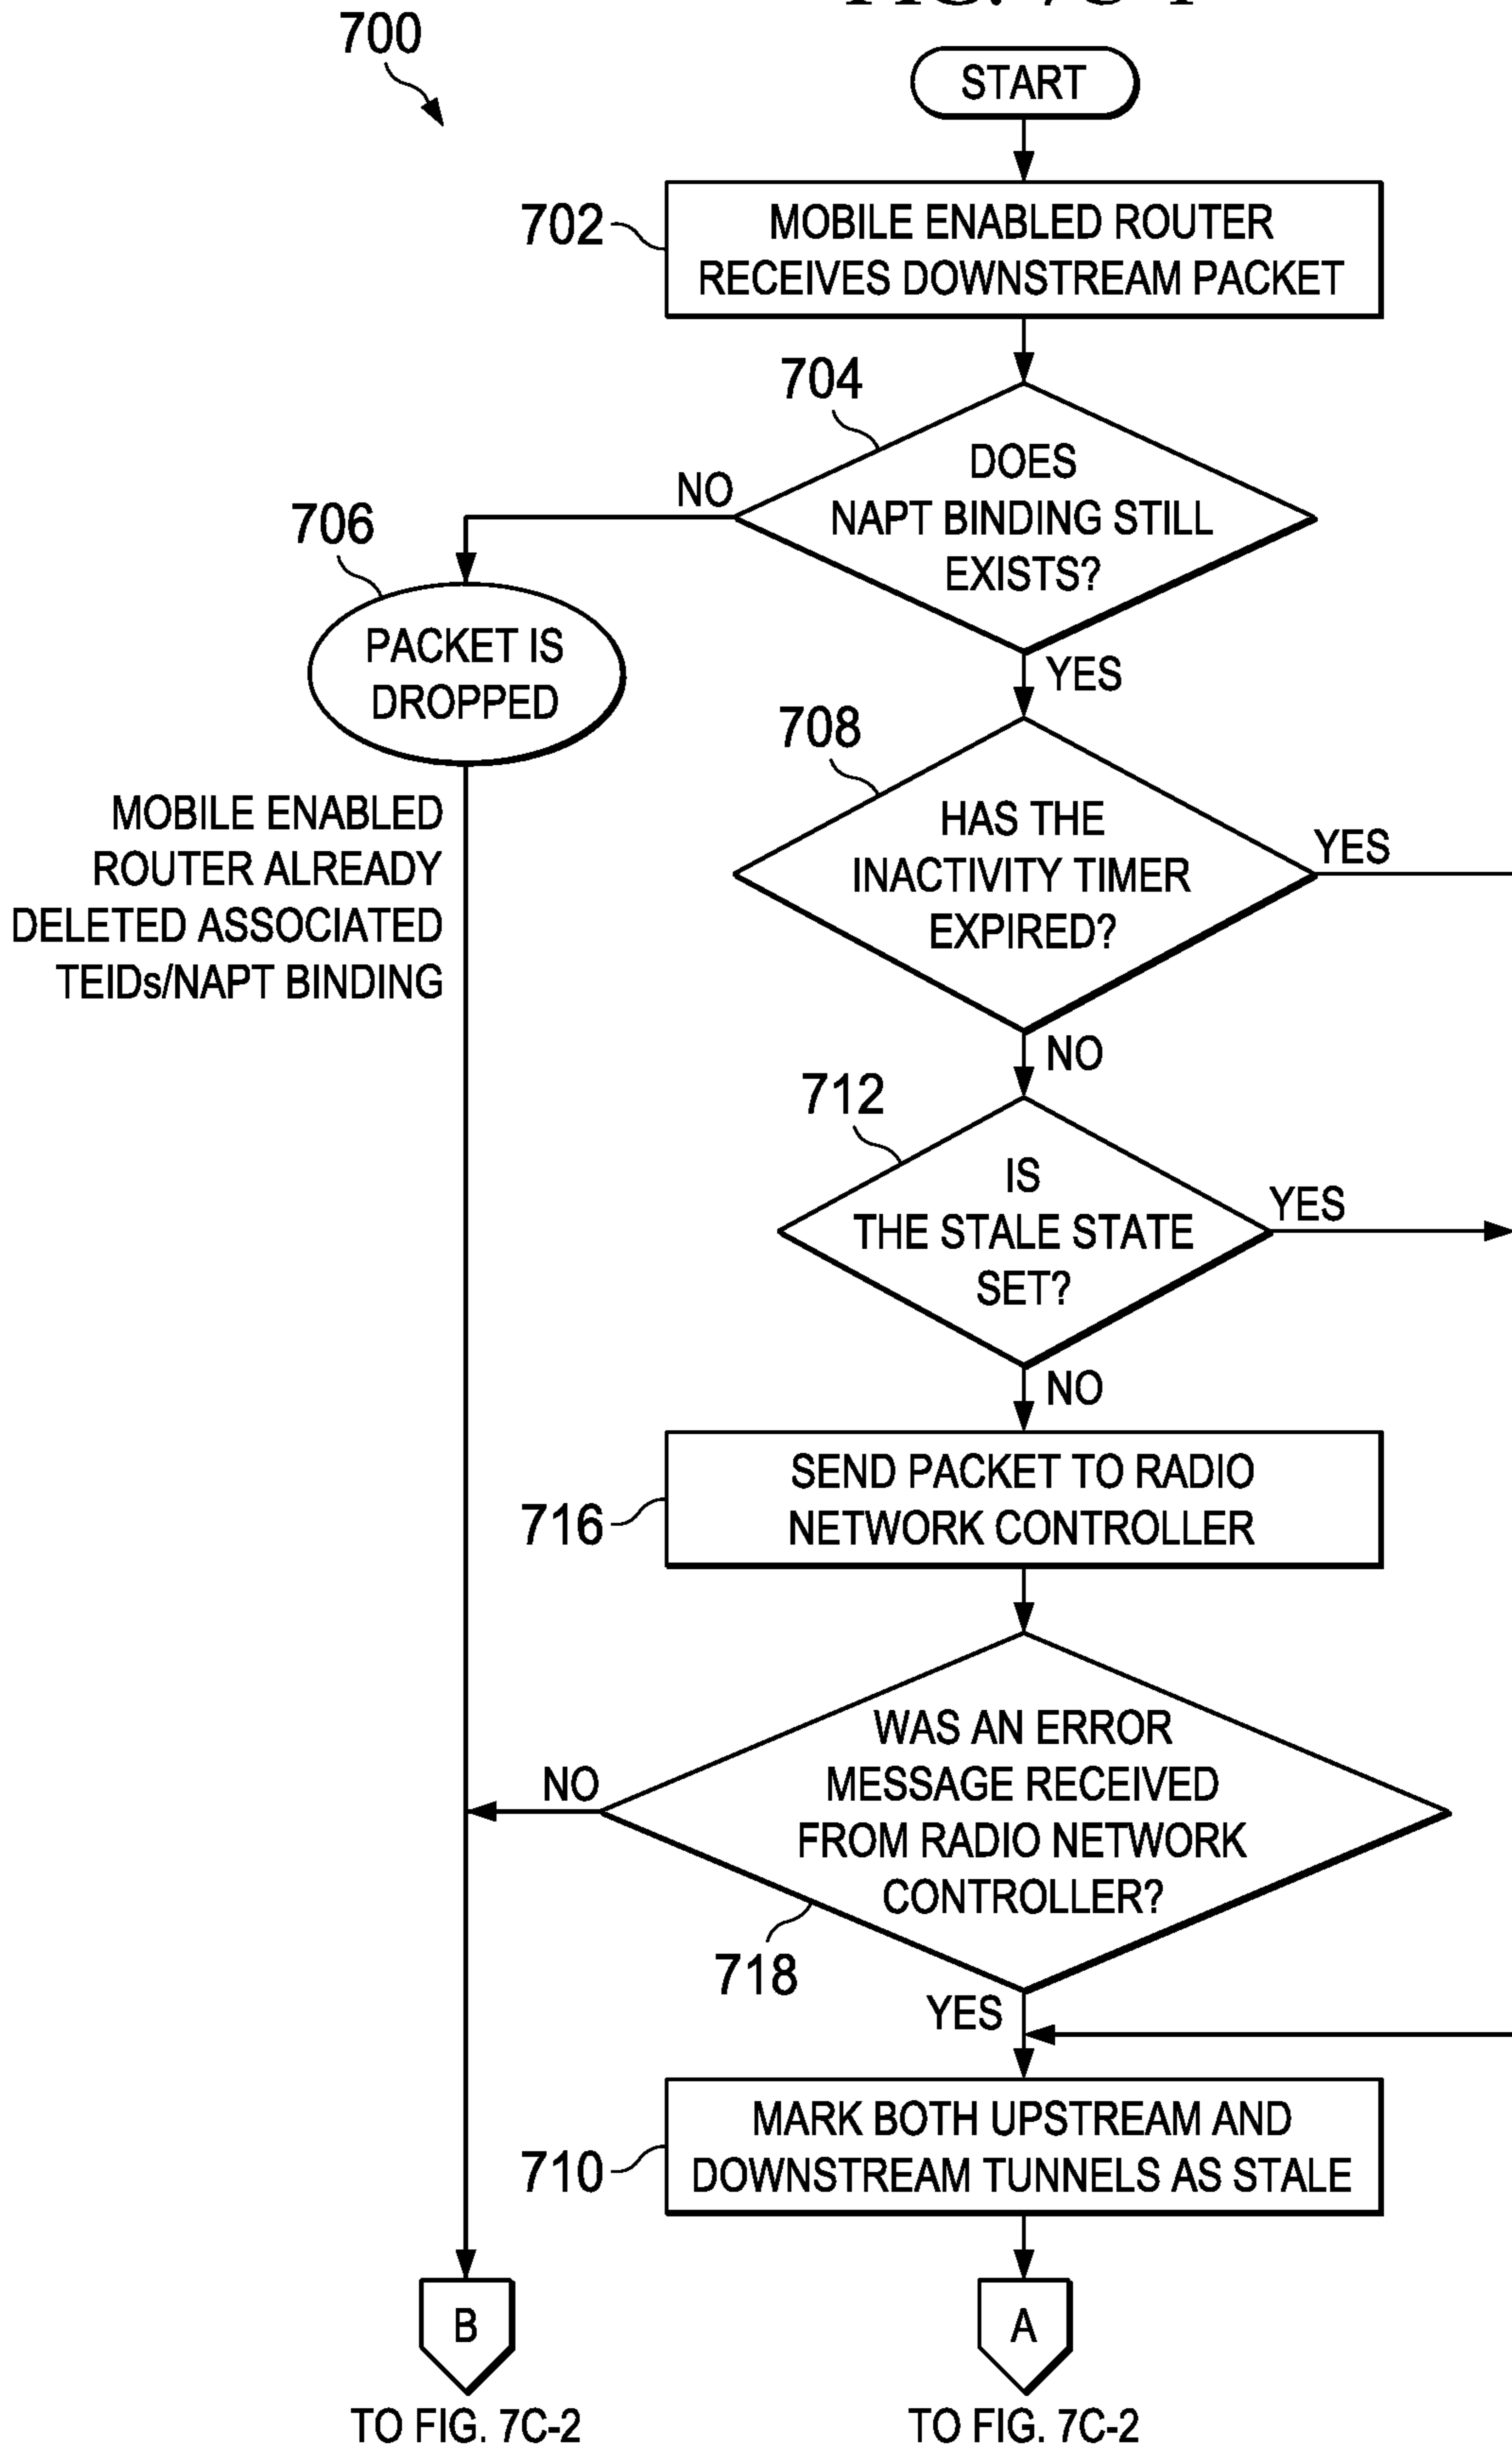 700
START
702
MOBILE ENABLED ROUTER
RECEIVES DOWNSTREAM PACKET
704
DOES
NAPT BINDING STILL
EXISTS?
NO
YES
706
PACKET IS
DROPPED
MOBILE ENABLED
ROUTER ALREADY
DELETED ASSOCIATED
TEIDs/NAPT BINDING
708
HAS THE
INACTIVITY TIMER
EXPIRED?
YES
NO
712
IS
THE STALE STATE
SET?
YES
NO
716
SEND PACKET TO RADIO
NETWORK CONTROLLER
WAS AN ERROR
MESSAGE RECEIVED
FROM RADIO NETWORK
CONTROLLER?
NO
718
YES
710
MARK BOTH UPSTREAM AND
DOWNSTREAM TUNNELS AS STALE
B
A
TO FIG. 7C-2
TO FIG. 7C-2